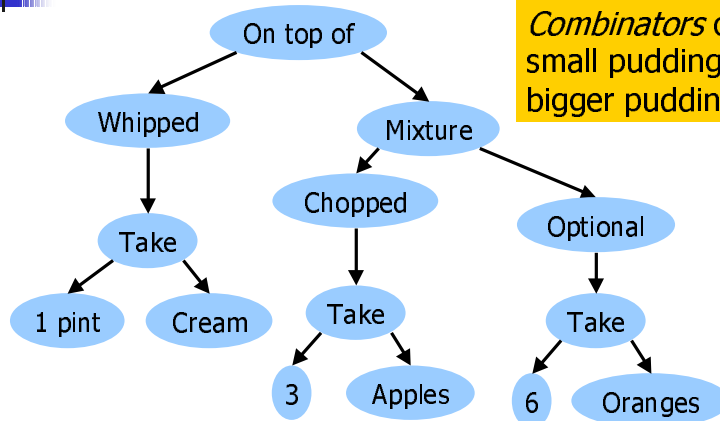 On top of
Combinators
small pudding
bigger puddin
Whipped
Mixture
Chopped
Optional
Take
1 pint
Cream
Take
Take
3
Apples
6
Oranges